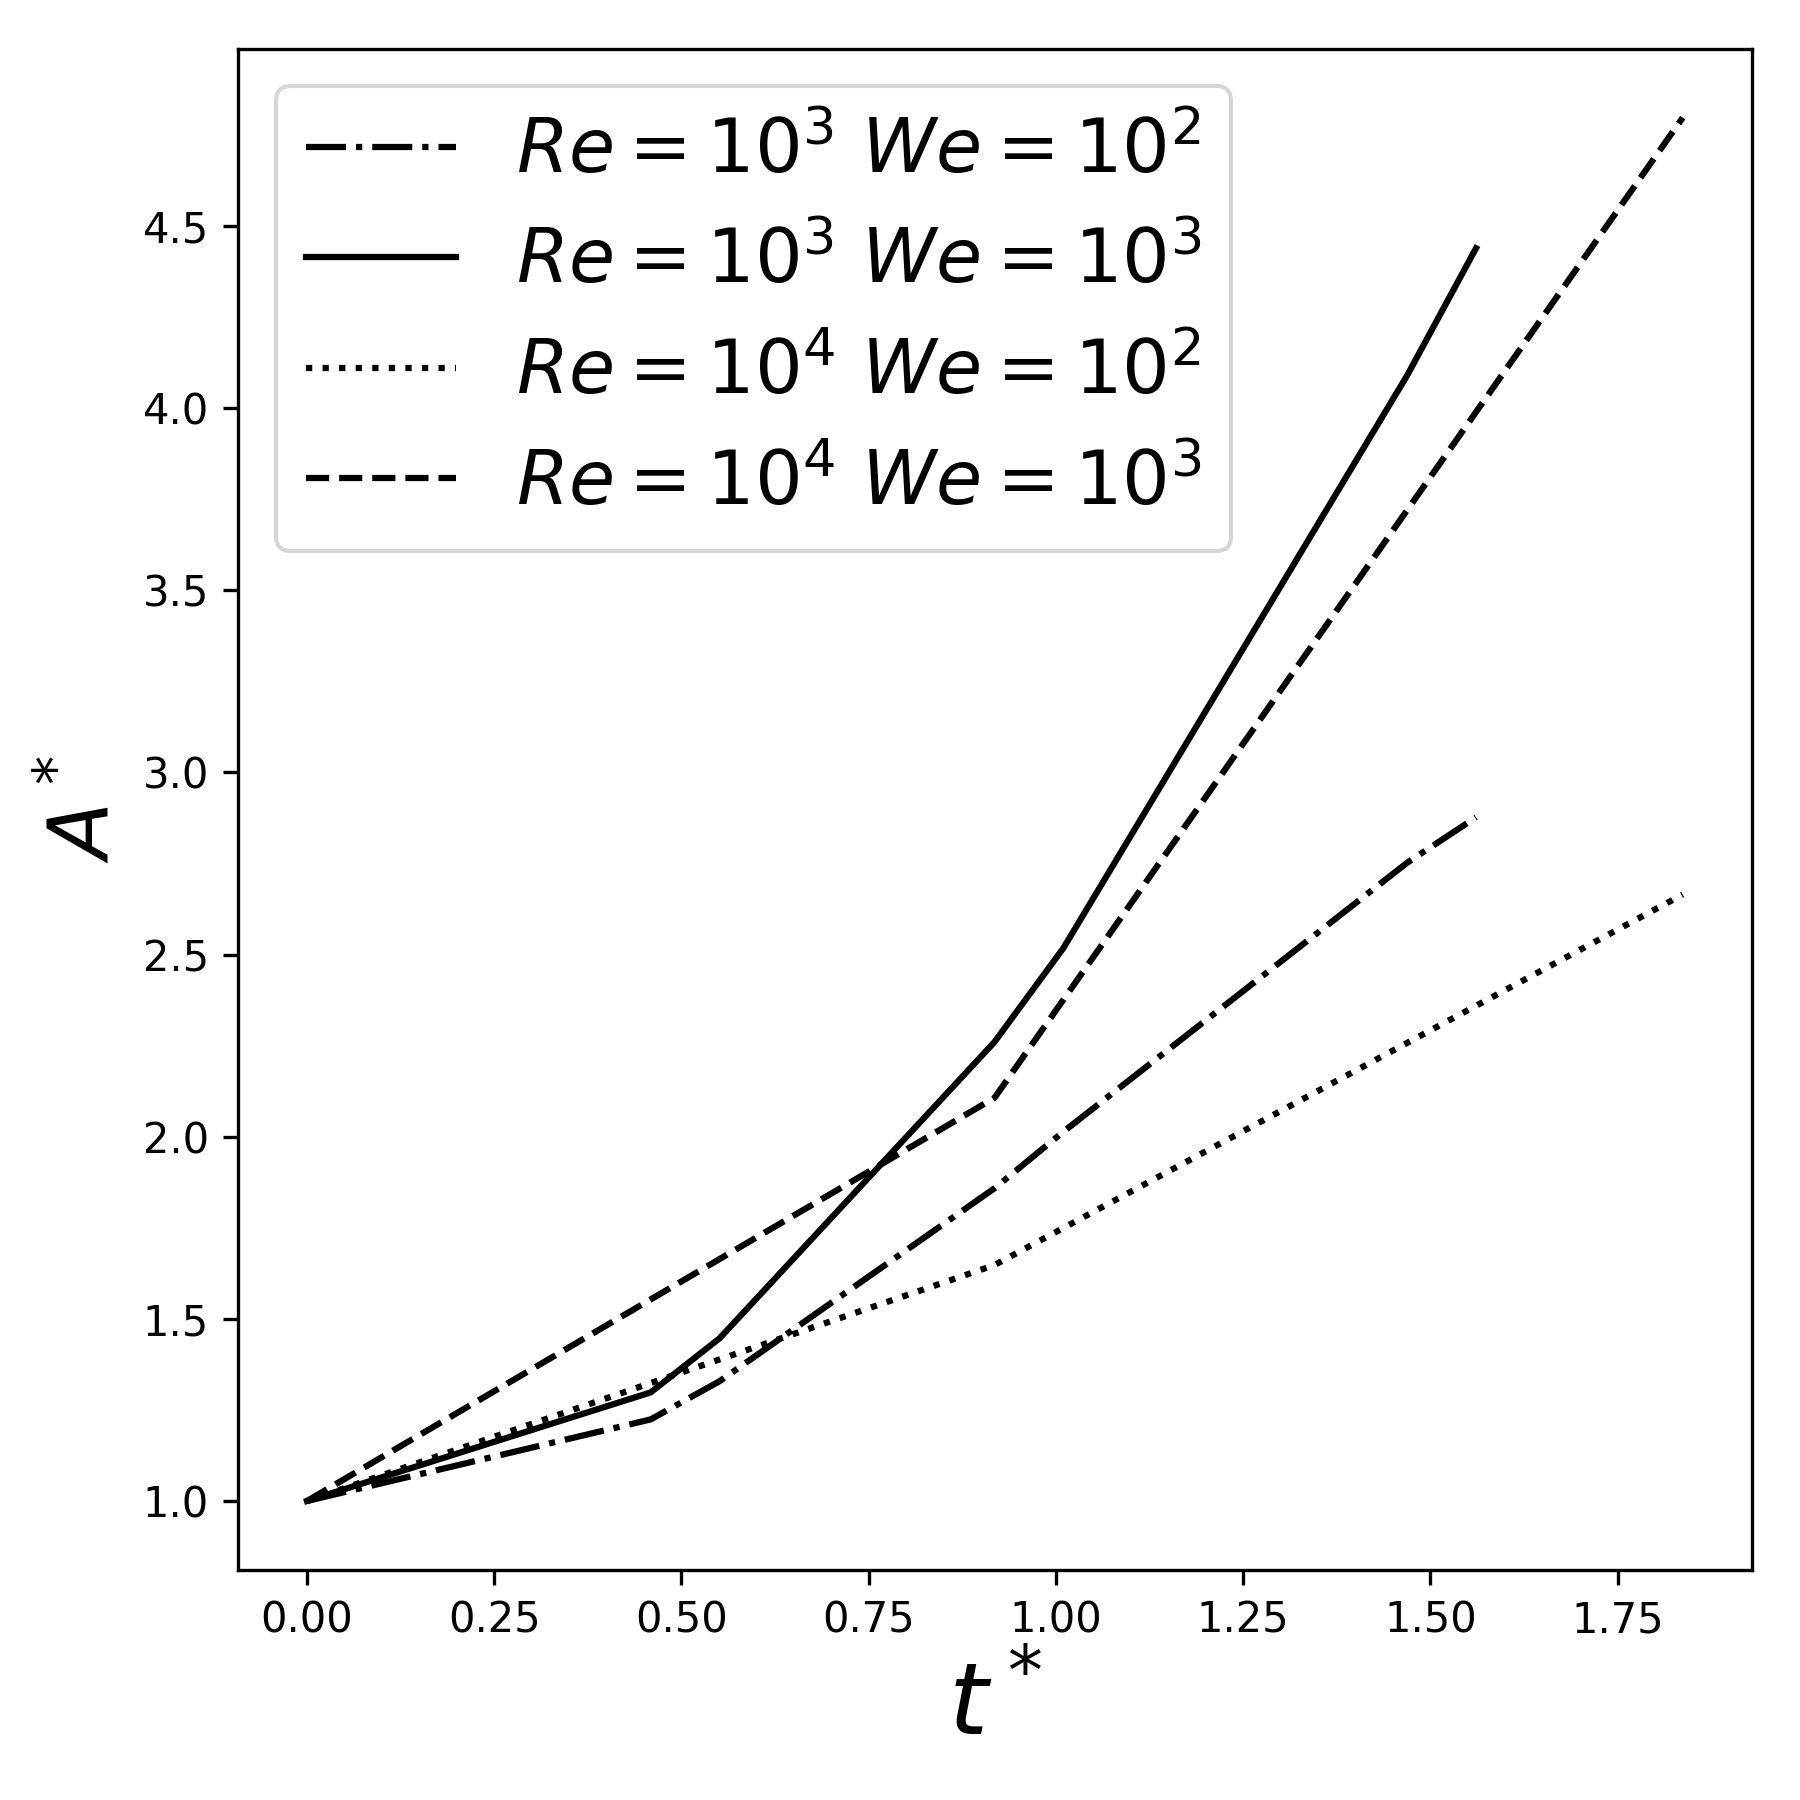 Re = 10³ We = 10²
Re = 10³ We = 10³
Re = 10⁴ We = 10²
Re = 10⁴ We = 10³
A*
4.5
4.0
3.5
3.0
2.5
2.0
1.5
1.0
0.00 0.25 0.50 0.75 1.00 1.25 1.50 1.75
t*